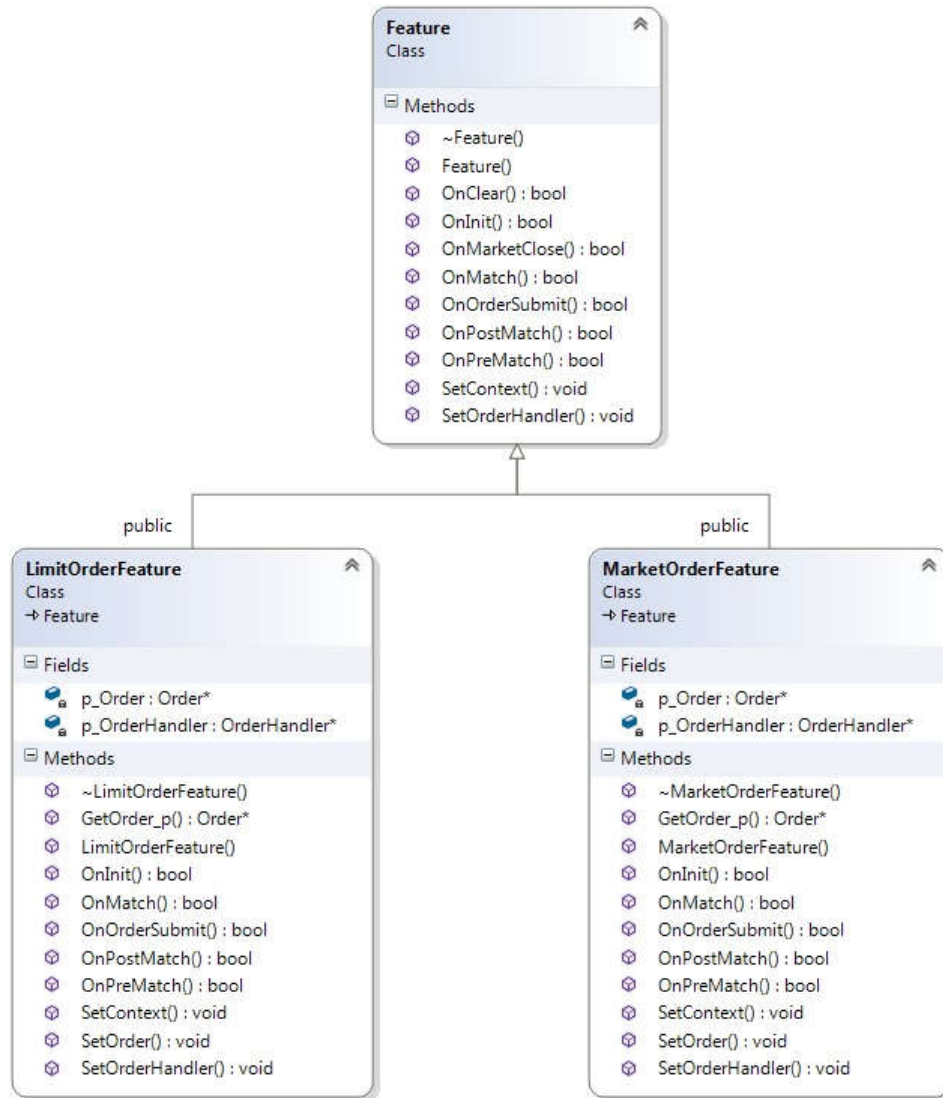 Feature
Class
Methods
~Feature()
Feature()
OnClear() : bool
OnInit() : bool
OnMarketClose() : bool
OnMatch() : bool
OnOrderSubmit() : bool
OnPostMatch() : bool
OnPreMatch() : bool
SetContext() : void
SetOrderHandler() : void
public
public
LimitOrderFeature
Class
Feature
Fields
p_Order : Order*
p_OrderHandler : OrderHandler*
Methods
~LimitOrderFeature()
GetOrder_p() : Order*
LimitOrderFeature()
OnInit() : bool
OnMatch() : bool
OnOrderSubmit() : bool
OnPostMatch() : bool
OnPreMatch() : bool
SetContext() : void
SetOrder() : void
SetOrderHandler() : void
MarketOrderFeature
Class
Feature
Fields
p_Order : Order*
p_OrderHandler : OrderHandler*
Methods
~MarketOrderFeature()
GetOrder_p() : Order*
MarketOrderFeature()
OnInit() : bool
OnMatch() : bool
OnOrderSubmit() : bool
OnPostMatch() : bool
OnPreMatch() : bool
SetContext() : void
SetOrder() : void
SetOrderHandler() : void